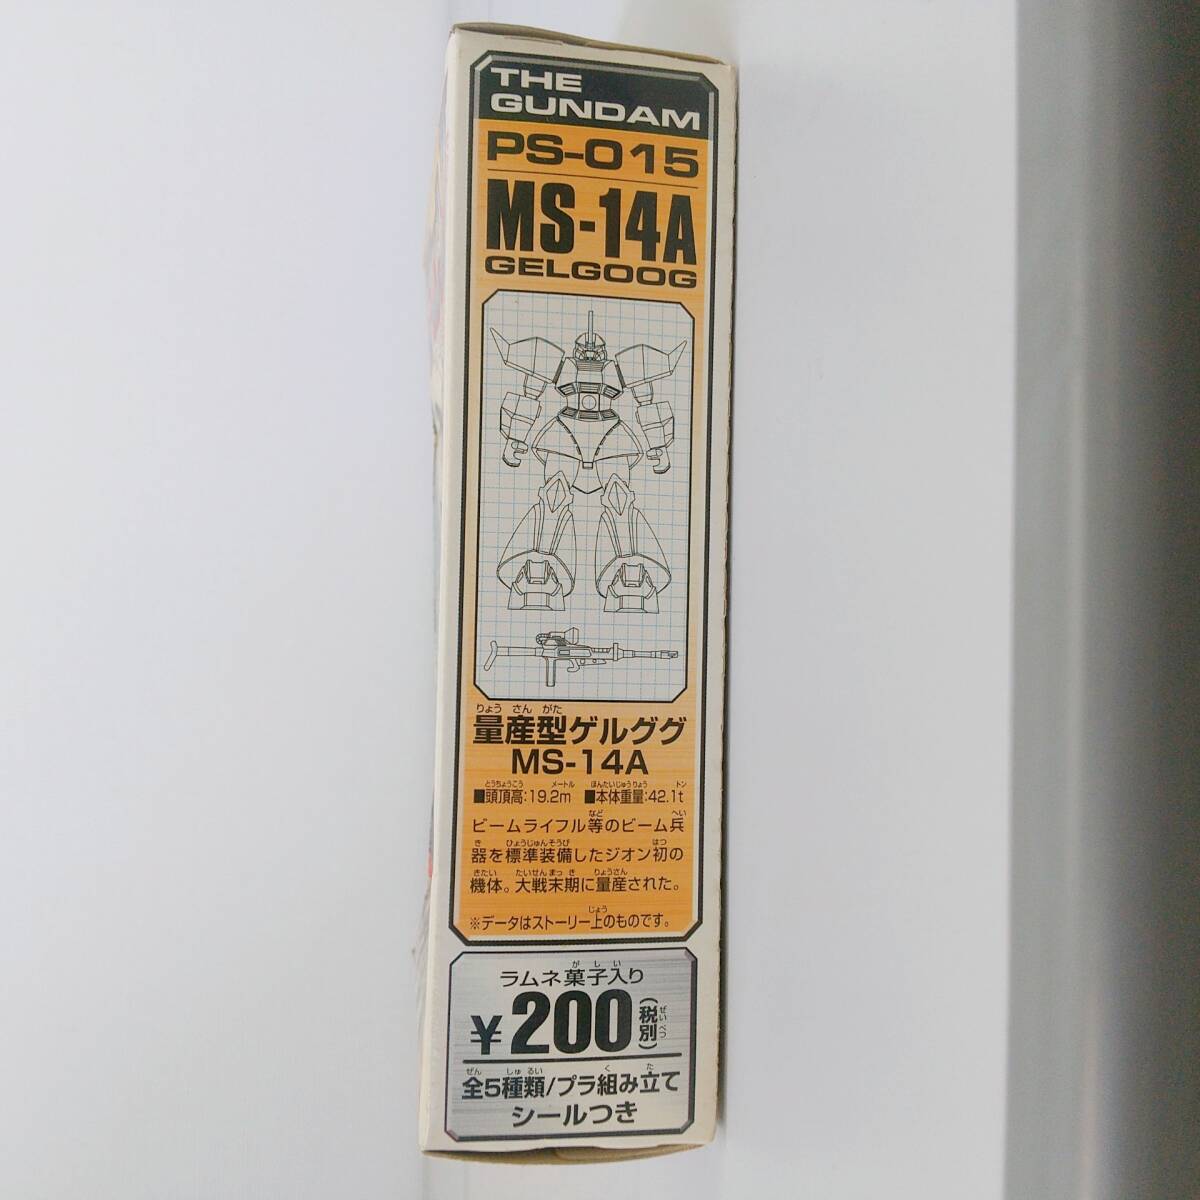 THE
GUNDAM
PS-015
MS-14A
GELGOOG
りょう さん がた
量産型ゲルググ
MS-14A
とうちょうこう メートル ほんたいじゅうりょう トン
■頭頂高:19.2m ■本体重量:42.1t
など へい
ビームライフル等のビーム兵
き ひょうじゅんそうび はつ
器を標準装備したジオン初の
きたい たいせんまっき りょうさん
機体。大戦末期に量産された。
じょう
※データはストーリー上のものです。
がしい
ラムネ菓子入り
¥200(税別)
ぜいべつ
ぜん しゅるい く た
全5種類/プラ組み立て
シールつき